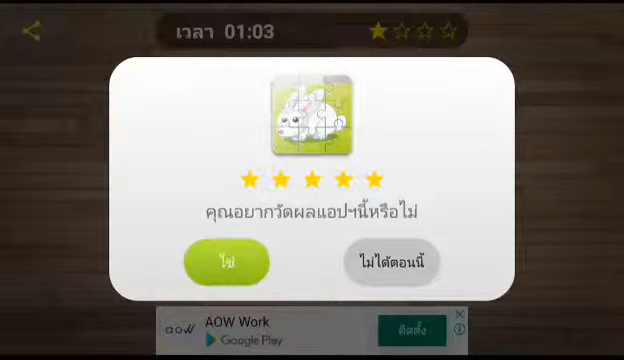 เวลา 01:03
คุณอยากวัดผลแอปฯนี้หรือไม่
ใช่
ไม่ได้ตอนนี้
aow
AOW Work
Google Play
ติดตั้ง